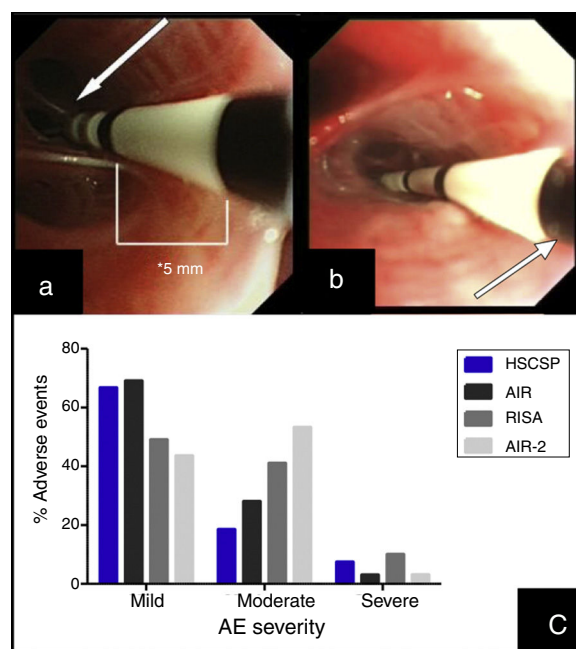 *5 mm
a
b
80
60
40
20
0
% Adverse events
Mild
Moderate
Severe
AE severity
HSCSP
AIR
RISA
AIR-2
C